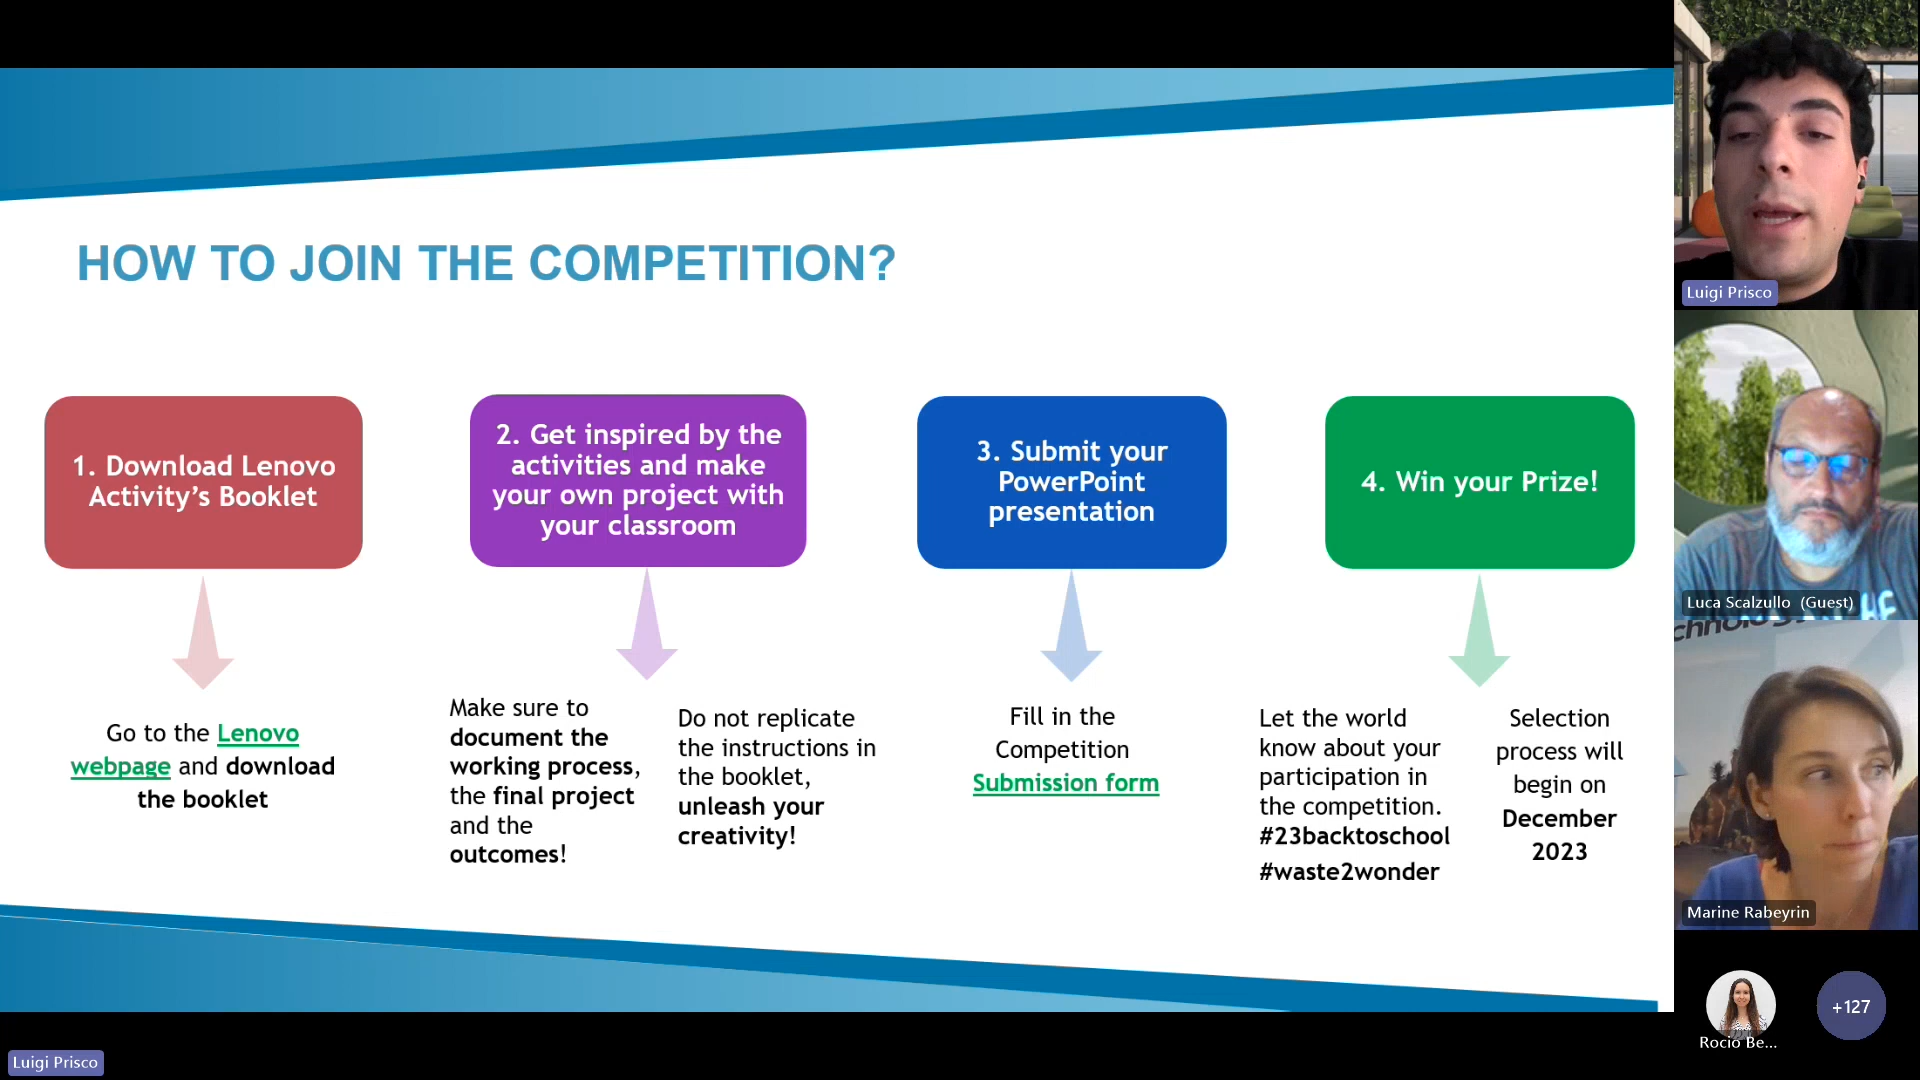 HOW TO JOIN THE COMPETITION?
1. Download Lenovo
Activity's Booklet
Go to the Lenovo
webpage and download
the booklet
2. Get inspired by the
activities and make
your own project with
your classroom
Make sure to
document the
working process,
the final project
and the
outcomes!
Do not replicate
the instructions in
the booklet,
unleash your
creativity!
3. Submit your
PowerPoint
presentation
Fill in the
Competition
Submission form
4. Win your Prize!
Let the world
know about your
participation in
the competition.
#23backtoschool
#waste2wonder
Selection
process will
begin on
December
2023
Luigi Prisco
Luca Scalzullo (Guest)
Marine Rabeyrin
Rocio Be...
+127
Luigi Prisco